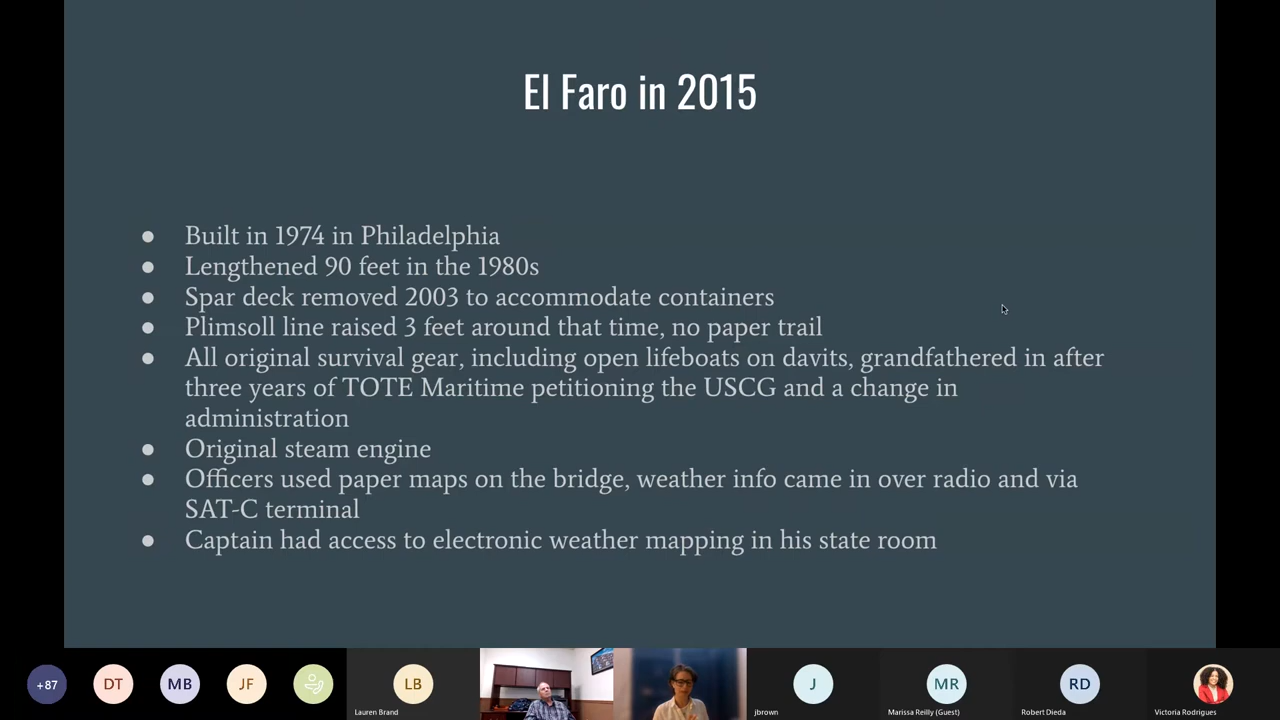 El Faro in 2015
● Built in 1974 in Philadelphia
● Lengthened 90 feet in the 1980s
● Spar deck removed 2003 to accommodate containers
● Plimsoll line raised 3 feet around that time, no paper trail
● All original survival gear, including open lifeboats on davits, grandfathered in after
three years of TOTE Maritime petitioning the USCG and a change in
administration
● Original steam engine
● Officers used paper maps on the bridge, weather info came in over radio and via
SAT-C terminal
● Captain had access to electronic weather mapping in his state room
+87 DT MB JF LB J MR RD
Lauren Brand jbrown Marissa Reilly (Guest) Robert Dieda Victoria Rodrigues